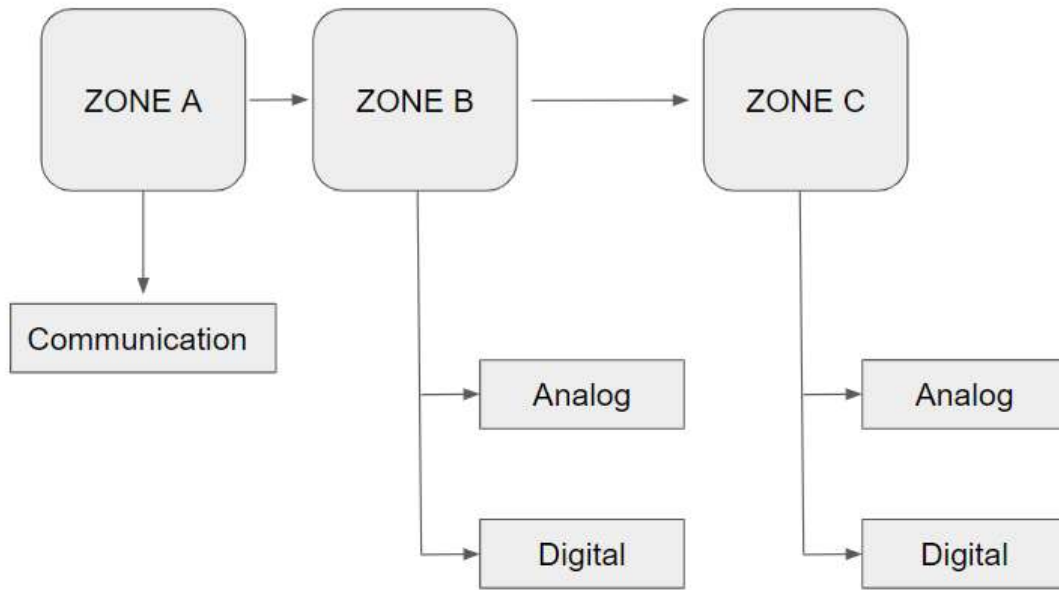 ZONE A
ZONE B
ZONE C
Communication
Analog
Analog
Digital
Digital